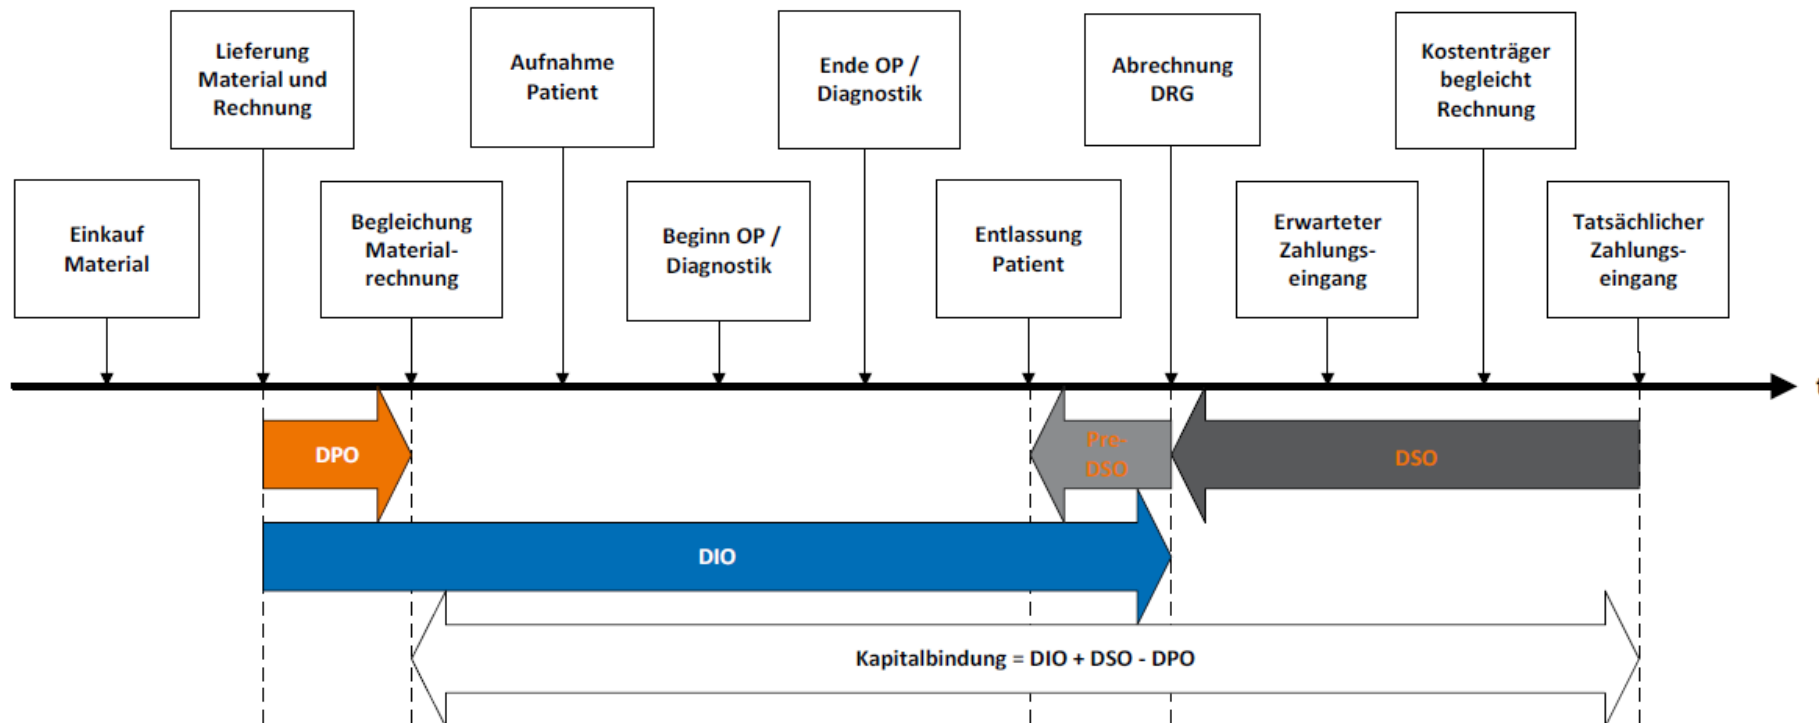 Lieferung
Material und
Rechnung
Aufnahme
Patient
Ende OP /
Diagnostik
Abrechnung
DRG
Kostenträger
begleicht
Rechnung
Einkauf
Material
Begleichung
Material-
rechnung
Beginn OP /
Diagnostik
Entlassung
Patient
Erwarteter
Zahlungs-
eingang
Tatsächlicher
Zahlungs-
eingang
t
DPO
Pre-
DSO
DSO
DIO
Kapitalbindung = DIO + DSO - DPO